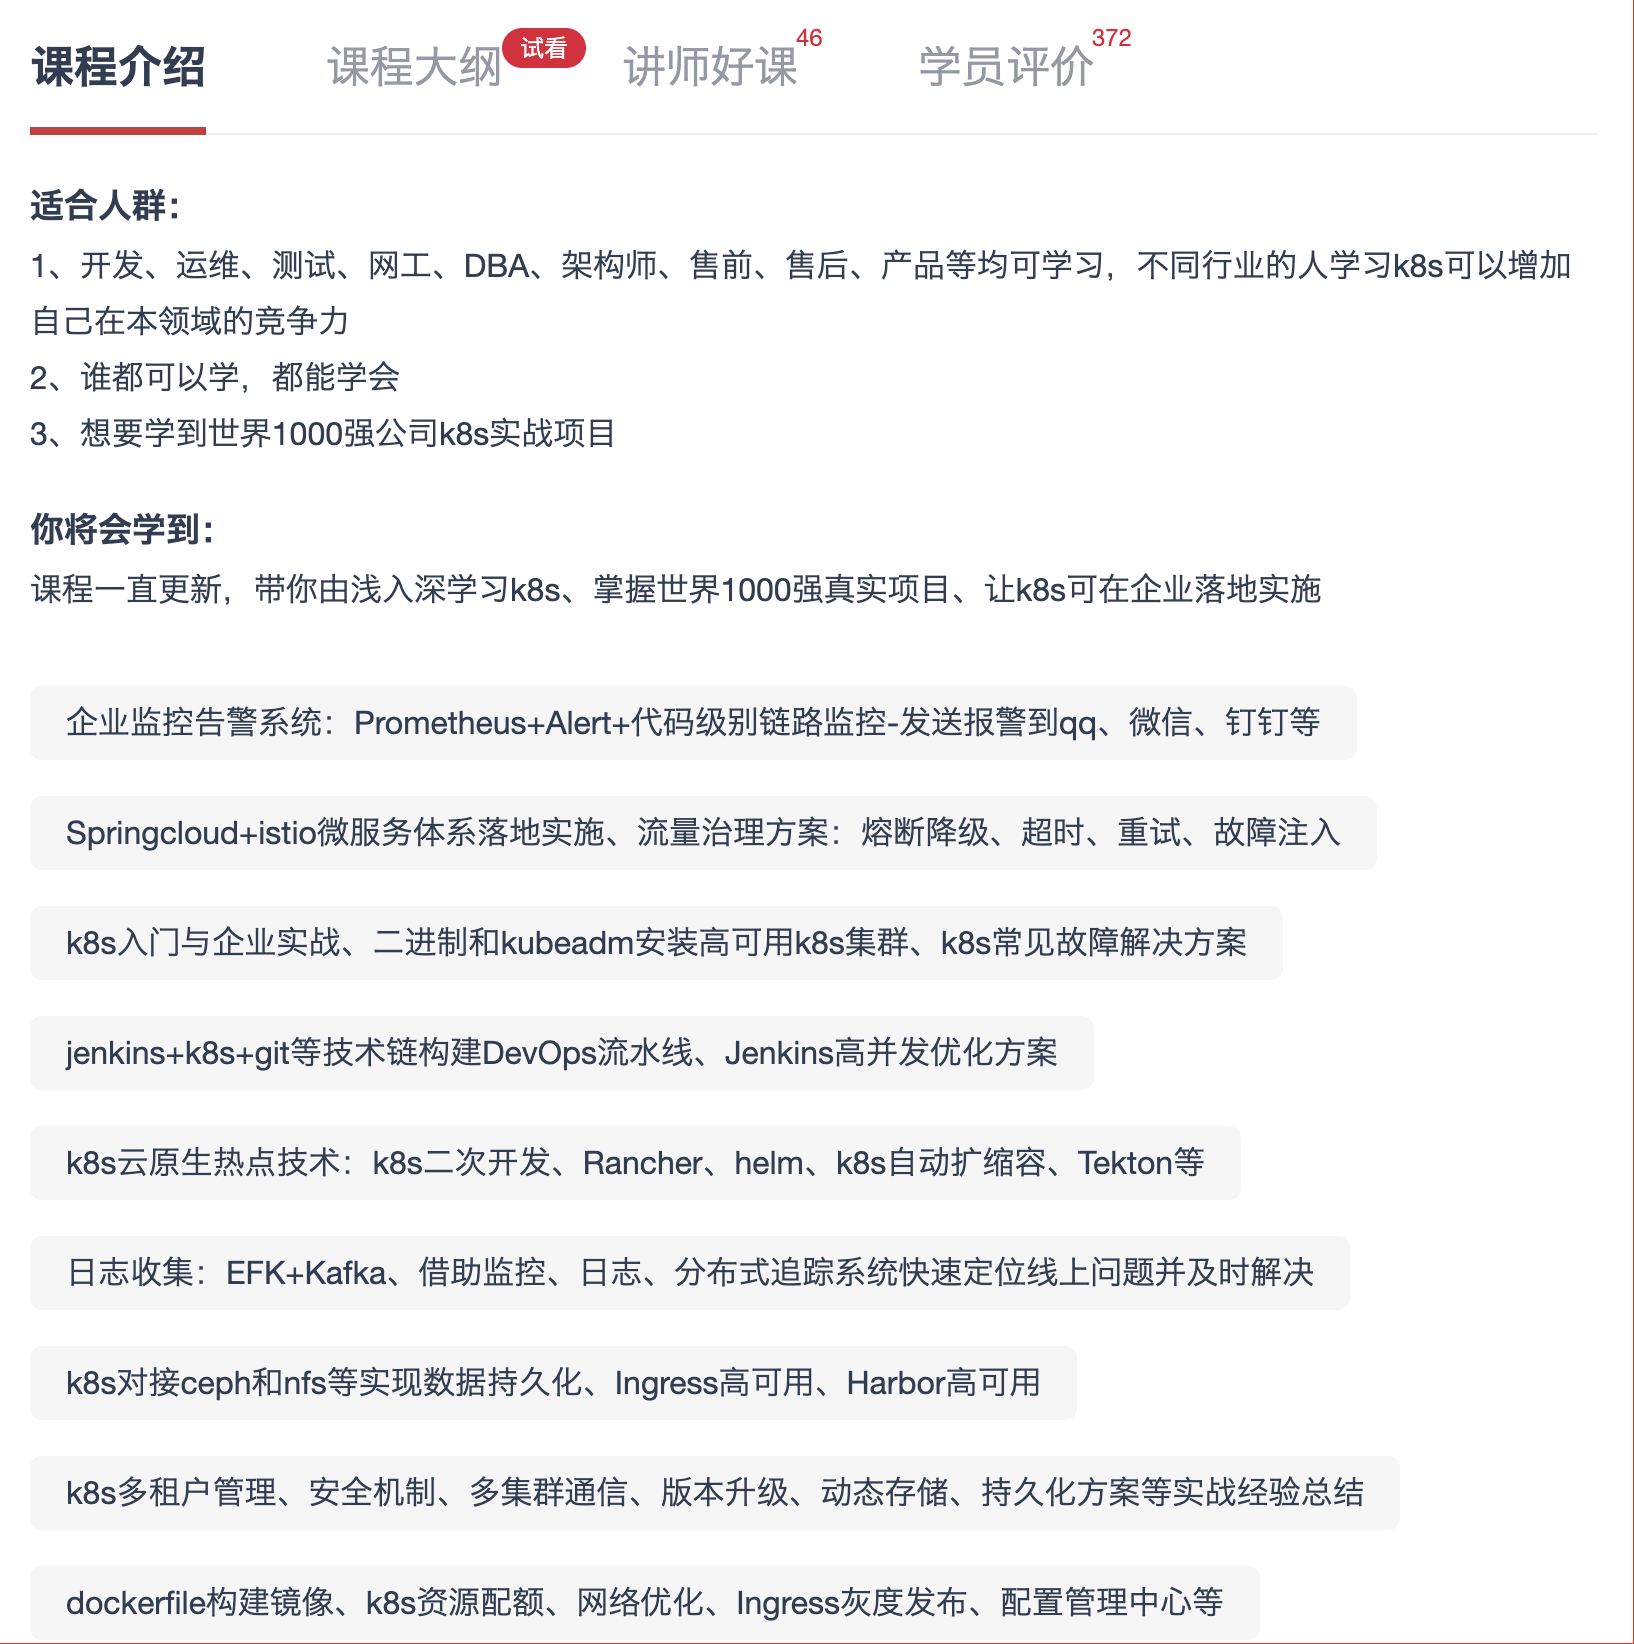 课程介绍
课程大纲
试看
讲师好课
46
学员评价
372
适合人群：
1、开发、运维、测试、网工、DBA、架构师、售前、售后、产品等均可学习，不同行业的人学习k8s可以增加
自己在本领域的竞争力
2、谁都可以学，都能学会
3、想要学到世界1000强公司k8s实战项目
你将会学到：
课程一直更新，带你由浅入深学习k8s、掌握世界1000强真实项目、让k8s可在企业落地实施
企业监控告警系统：Prometheus+Alert+代码级别链路监控-发送报警到qq、微信、钉钉等
Springcloud+istio微服务体系落地实施、流量治理方案：熔断降级、超时、重试、故障注入
k8s入门与企业实战、二进制和kubeadm安装高可用k8s集群、k8s常见故障解决方案
jenkins+k8s+git等技术链构建DevOps流水线、Jenkins高并发优化方案
k8s云原生热点技术：k8s二次开发、Rancher、helm、k8s自动扩缩容、Tekton等
日志收集：EFK+Kafka、借助监控、日志、分布式追踪系统快速定位线上问题并及时解决
k8s对接ceph和nfs等实现数据持久化、Ingress高可用、Harbor高可用
k8s多租户管理、安全机制、多集群通信、版本升级、动态存储、持久化方案等实战经验总结
dockerfile构建镜像、k8s资源配额、网络优化、Ingress灰度发布、配置管理中心等